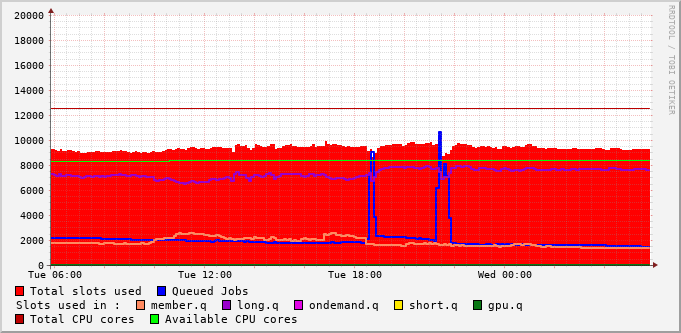 20000
18000
16000
14000
12000
10000
8000
6000
4000
2000
0
Tue 06:00 Tue 12:00 Tue 18:00 Wed 00:00
Total slots used Queued Jobs
Slots used in : member.q long.q ondemand.q short.q gpu.q
Total CPU cores Available CPU cores
RRDTOOL / TOBI OETIKER